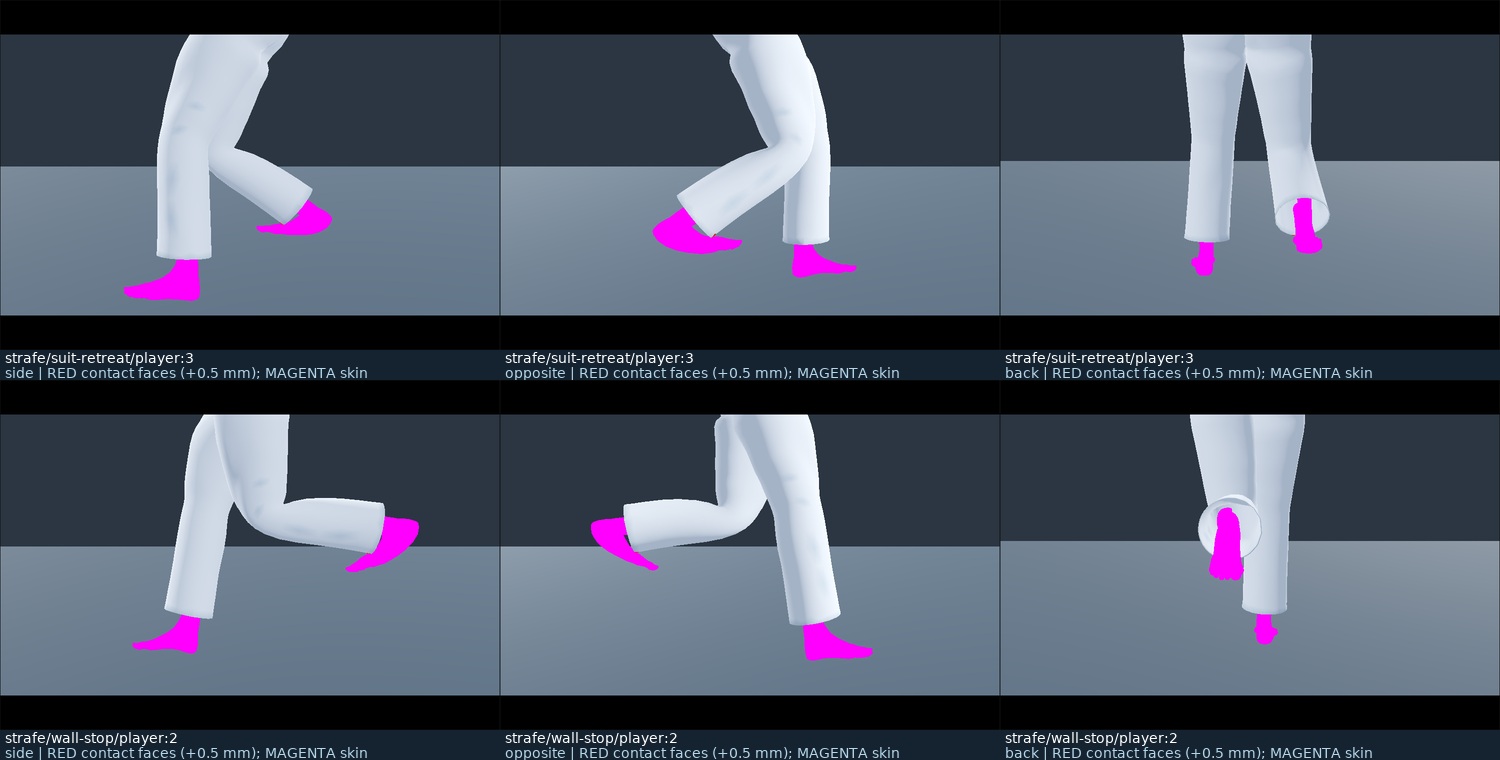 strafe/suit-retreat/player:3
side | RED contact faces (+0.5 mm); MAGENTA skin
strafe/suit-retreat/player:3
opposite | RED contact faces (+0.5 mm); MAGENTA skin
strafe/suit-retreat/player:3
back | RED contact faces (+0.5 mm); MAGENTA skin
strafe/wall-stop/player:2
side | RED contact faces (+0.5 mm); MAGENTA skin
strafe/wall-stop/player:2
opposite | RED contact faces (+0.5 mm); MAGENTA skin
strafe/wall-stop/player:2
back | RED contact faces (+0.5 mm); MAGENTA skin